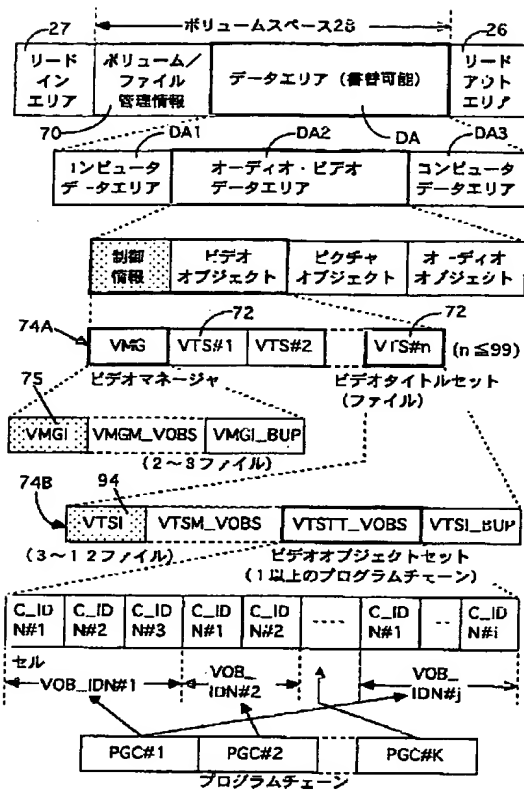 ボリュームスペース28
27
26
リード
イン
エリア
ボリューム/
ファイル
管理情報
データエリア (書替可能)
リード
アウト
エリア
70
DA1
DA2
DA
DA3
コンピュータ
データエリア
オーディオ・ビデオ
データエリア
コンピュータ
データエリア
制御
情報
ビデオ
オブジェクト
ピクチャ
オブジェクト
オーディオ
オブジェクト
72
72
74A
VMG
VTS#1
VTS#2
VTS#n
(n≦99)
ビデオマネージャ
ビデオタイトルセット
(ファイル)
75
VMGI
VMGM_VOBS
VMGI_BUP
(2~3ファイル)
74B
94
VTSI
VTSM_VOBS
VTSTT_VOBS
VTSI_BUP
(3~12ファイル)
ビデオオブジェクトセット
(1以上のプログラムチェーン)
C_ID
N#1
C_ID
N#2
C_ID
N#3
C_ID
N#1
C_ID
N#2
C_ID
N#1
C_ID
N#i
セル
VOB_IDN#1
VOB_
IDN#2
VOB_
IDN#j
PGC#1
PGC#2
PGC#K
プログラムチェーン